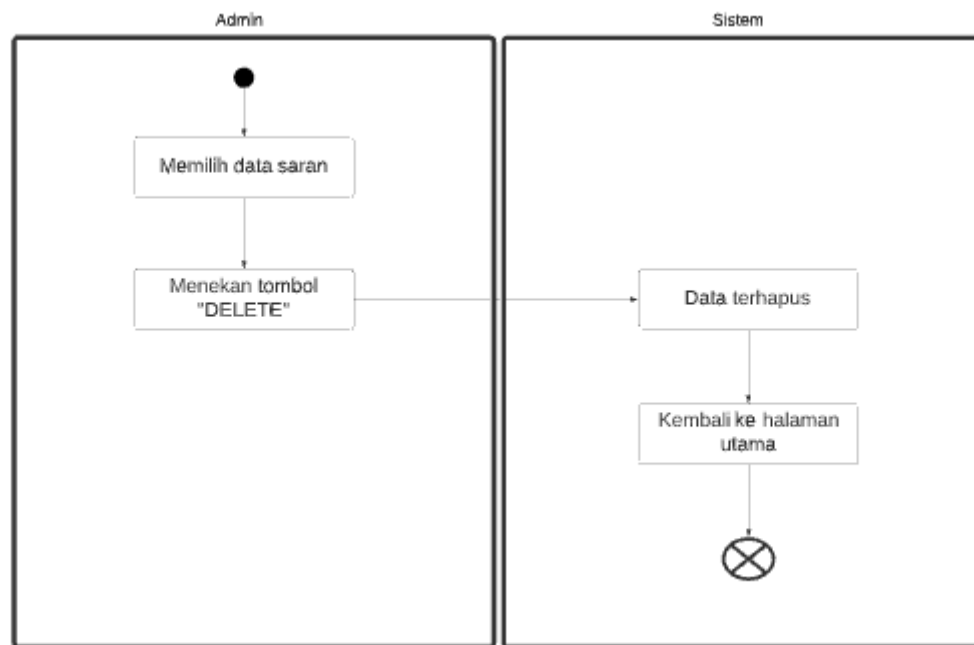 Admin
Sistem
Memilih data saran
Menekan tombol
"DELETE"
Data terhapus
Kembali ke halaman
utama